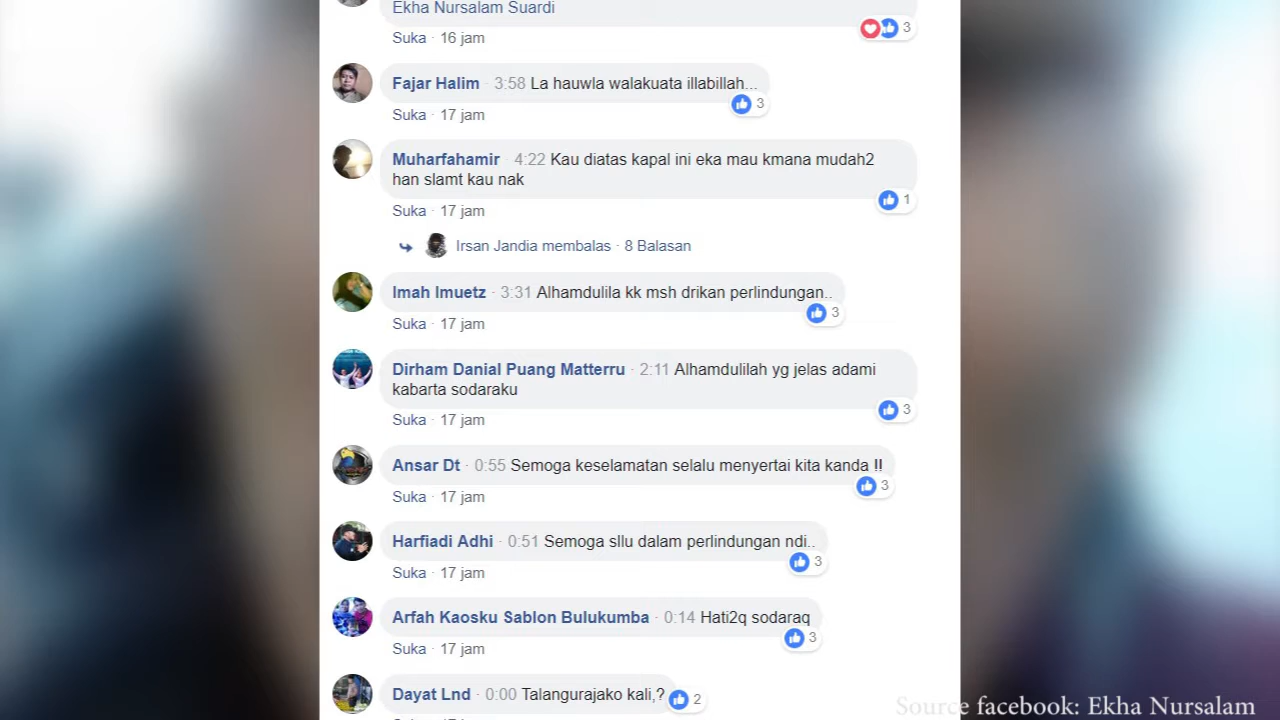 Ekha Nursalam Suardi
3
Suka · 16 jam
Fajar Halim · 3:58 La hauwla walakuata illabillah...
3
Suka · 17 jam
Muharfahamir · 4:22 Kau diatas kapal ini eka mau kmana mudah2
han slamt kau nak
1
Suka · 17 jam
Irsan Jandia membalas · 8 Balasan
Imah Imuetz · 3:31 Alhamdulila kk msh drikan perlindungan..
3
Suka · 17 jam
Dirham Danial Puang Matterru · 2:11 Alhamdulilah yg jelas adami
kabarta sodaraku
3
Suka · 17 jam
Ansar Dt · 0:55 Semoga keselamatan selalu menyertai kita kanda !!
3
Suka · 17 jam
Harfiadi Adhi · 0:51 Semoga sllu dalam perlindungan ndi..
3
Suka · 17 jam
Arfah Kaosku Sablon Bulukumba · 0:14 Hati2q sodaraq
3
Suka · 17 jam
Dayat Lnd · 0:00 Talangurajako kali,?
2
Source facebook: Ekha Nursalam